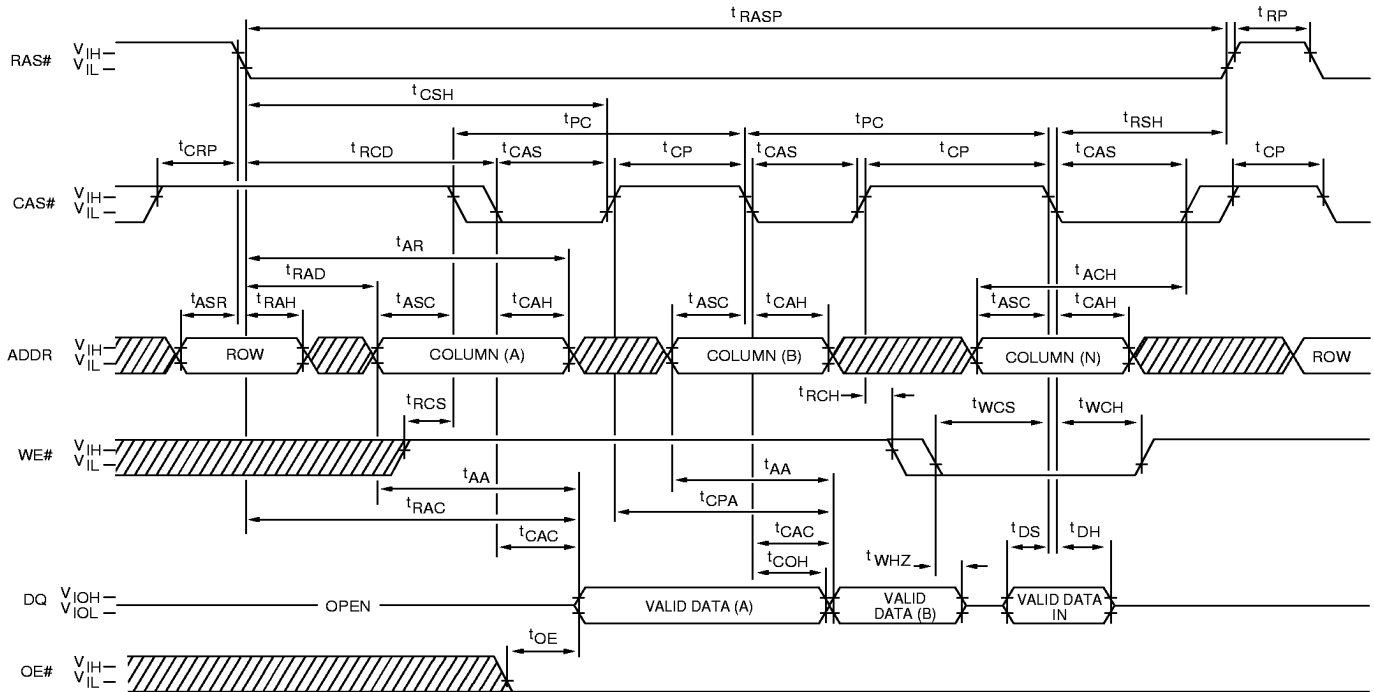 tRASP tRP
RAS# VIH VIL
tCSH
tPC tPC tRSH
tCRP tRCD tCAS tCP tCAS tCP tCAS tCP
CAS# VIH VIL
tAR
tRAD tACH
tASR tRAH tASC tCAH tASC tCAH tASC tCAH
ADDR VIH VIL ROW COLUMN (A) COLUMN (B) COLUMN (N) ROW
tRCS tRCH tWCS tWCH
WE# VIH VIL
tAA tAA
tRAC tCPA
tCAC tCAC tDS tDH
tCOH tWHZ
DQ VIOH VIOL OPEN VALID DATA (A) VALID DATA (B) VALID DATA IN
tOE
OE# VIH VIL